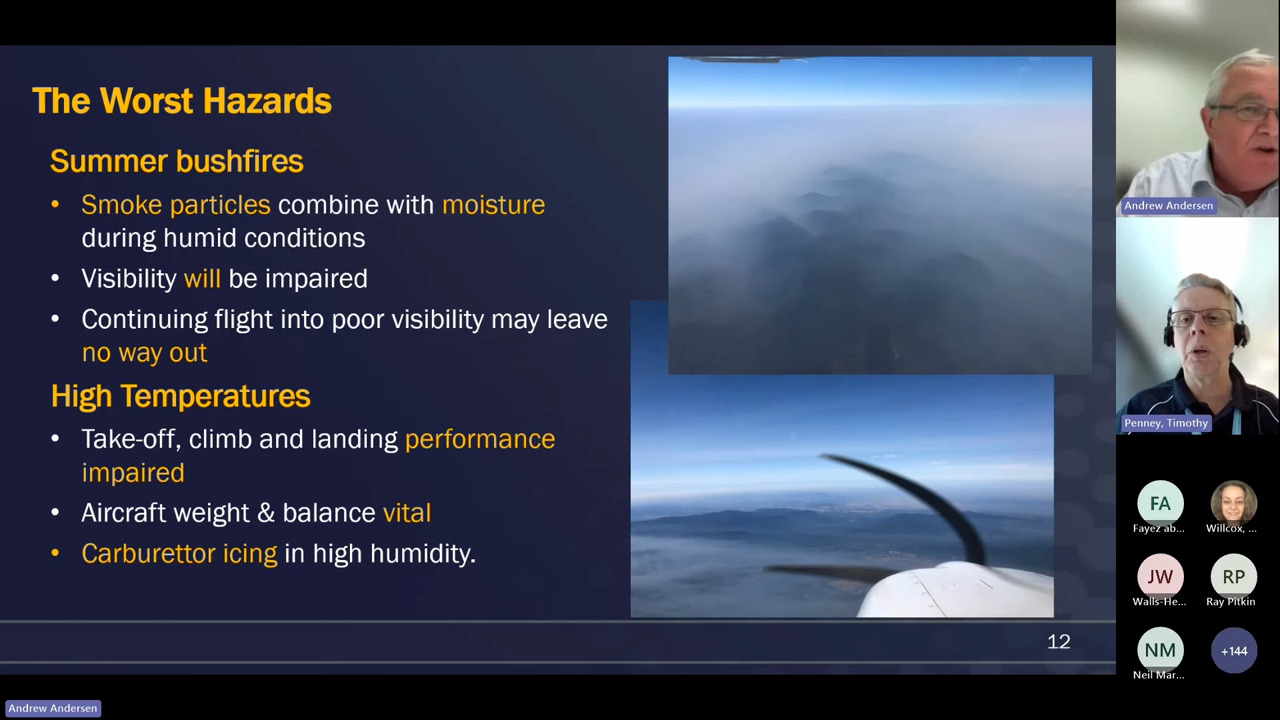 The Worst Hazards
Summer bushfires
• Smoke particles combine with moisture
during humid conditions
• Visibility will be impaired
• Continuing flight into poor visibility may leave
no way out
High Temperatures
• Take-off, climb and landing performance
impaired
• Aircraft weight & balance vital
• Carburettor icing in high humidity.
12
Andrew Andersen
Penney, Timothy
FA
Fayez ab...
Willcox, ...
JW
Walls-He...
RP
Ray Pitkin
NM
Neil Mar...
+144
Andrew Andersen